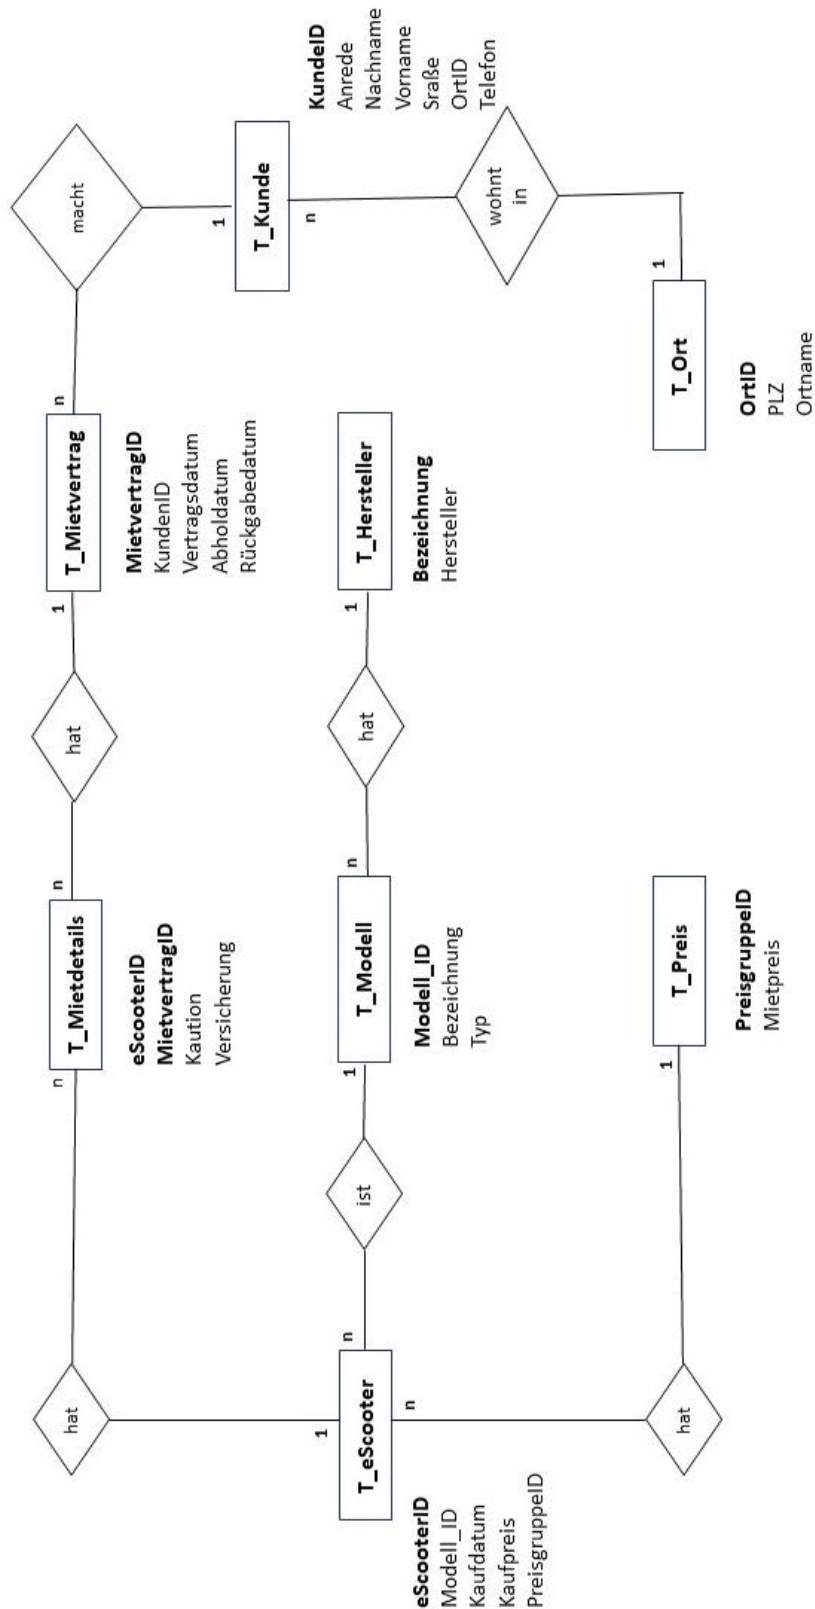 hat
n
T_Mietdetails
eScooterID
MietvertragID
Kaution
Versicherung
n
hat
1
T_Mietvertrag
MietvertragID
KundenID
Vertragsdatum
Abholdatum
Rückgabedatum
n
macht
1
T_Kunde
KundeID
Anrede
Nachname
Vorname
Sraße
OrtID
Telefon
n
wohnt
in
1
T_Ort
OrtID
PLZ
Ortname
1
T_eScooter
eScooterID
Modell_ID
Kaufdatum
Kaufpreis
PreisgruppeID
n
ist
1
T_Modell
Modell_ID
Bezeichnung
Typ
n
hat
1
T_Hersteller
Bezeichnung
Hersteller
n
hat
1
T_Preis
PreisgruppeID
Mietpreis